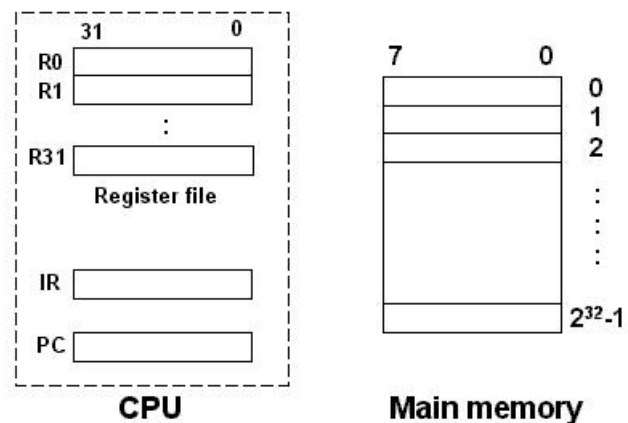 31 0
R0
R1
:
R31
Register file
IR
PC
CPU
7 0
0
1
2
:
:
:
2³²-1
Main memory